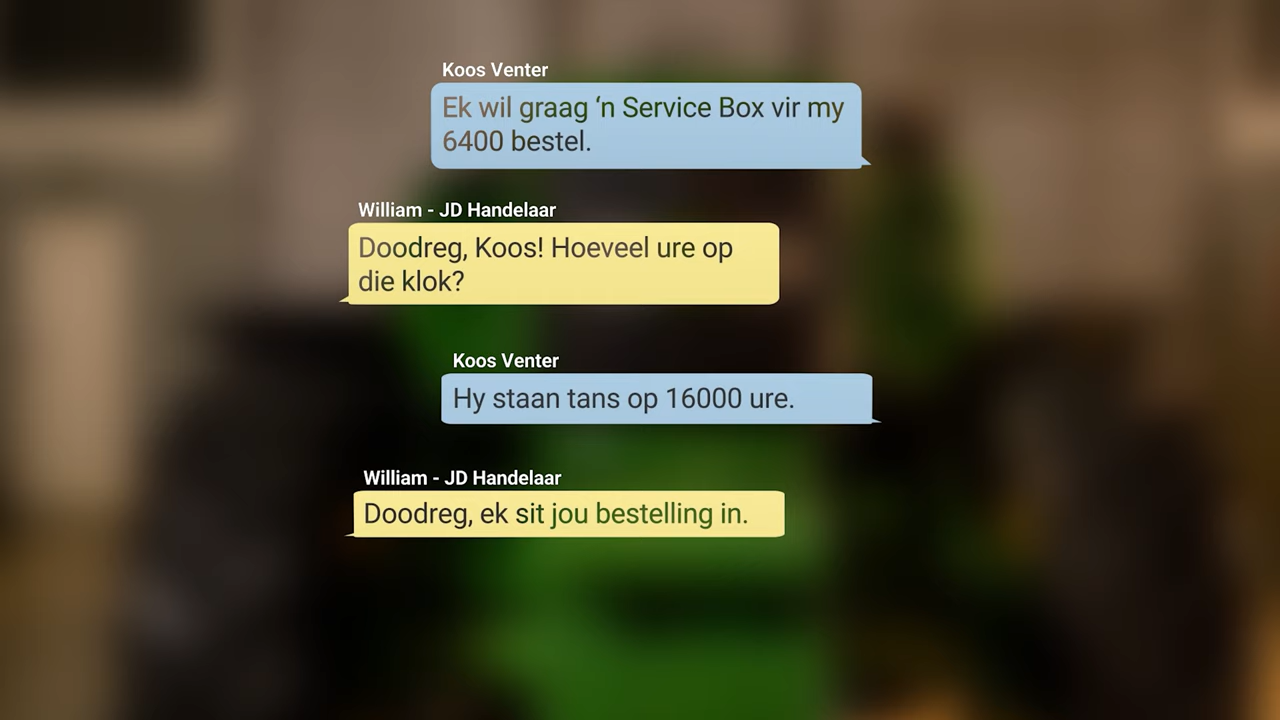 Koos Venter
Ek wil graag ‘n Service Box vir my
6400 bestel.
William - JD Handelaar
Doodreg, Koos! Hoeveel ure op
die klok?
Koos Venter
Hy staan tans op 16000 ure.
William - JD Handelaar
Doodreg, ek sit jou bestelling in.